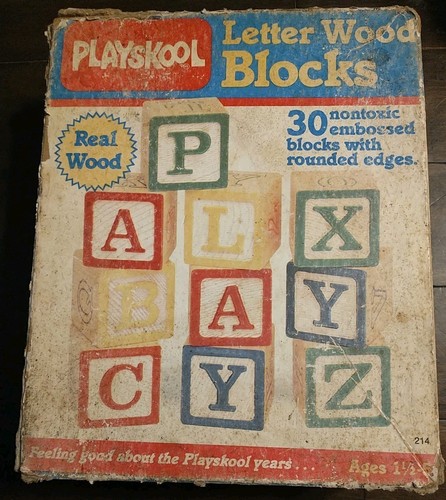 PLAYSKOOL
Letter Wood
Blocks
Real
Wood
30 nontoxic
embossed
blocks with
rounded edges.
P
A L X
B A Y
C Y Z
214
Feeling good about the Playskool years . . .
Ages 1½-